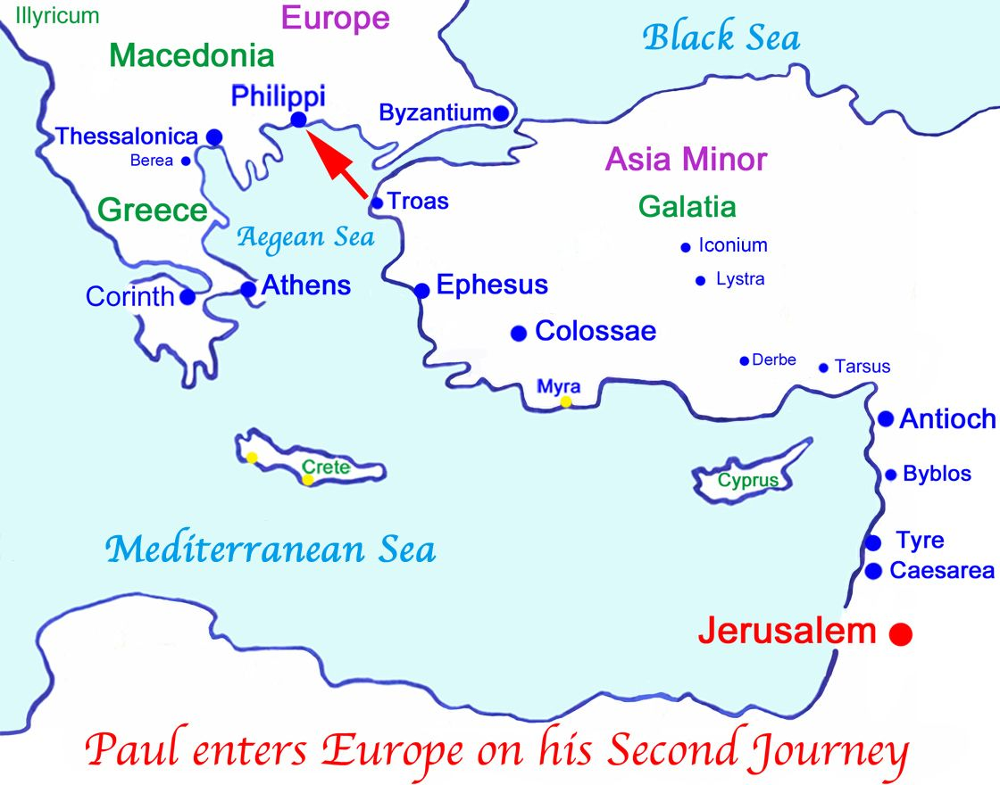 Illyricum
Europe
Black Sea
Macedonia
Philippi
Byzantium
Thessalonica
Berea
Asia Minor
Troas
Galatia
Greece
Aegean Sea
Iconium
Lystra
Corinth
Athens
Ephesus
Colossae
Derbe
Tarsus
Myra
Antioch
Crete
Cyprus
Byblos
Mediterranean Sea
Tyre
Caesarea
Jerusalem
Paul enters Europe on his Second Journey